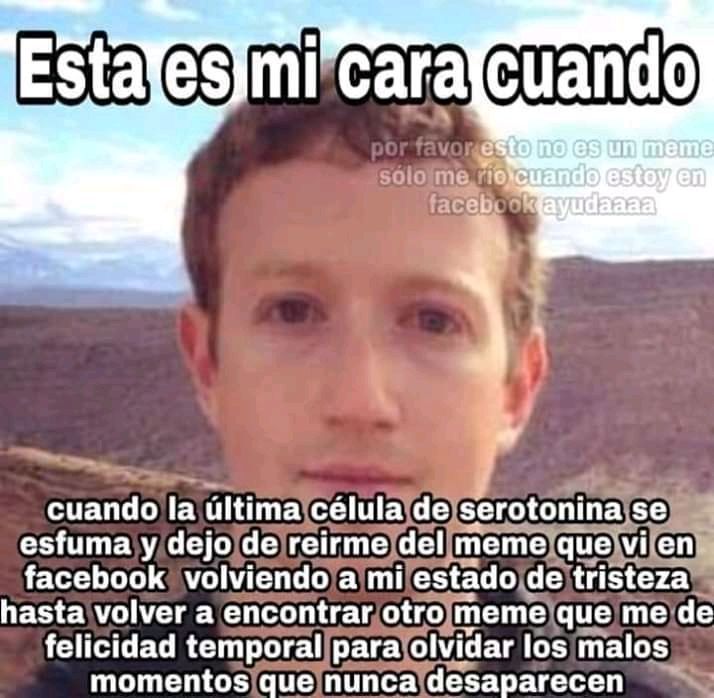 Esta es mi cara cuando
por favor esto no es un meme
sólo me río cuando estoy en
facebook ayudaaaa
cuando la última célula de serotonina se
esfuma y dejo de reirme del meme que vi en
facebook volviendo a mi estado de tristeza
hasta volver a encontrar otro meme que me de
felicidad temporal para olvidar los malos
momentos que nunca desaparecen